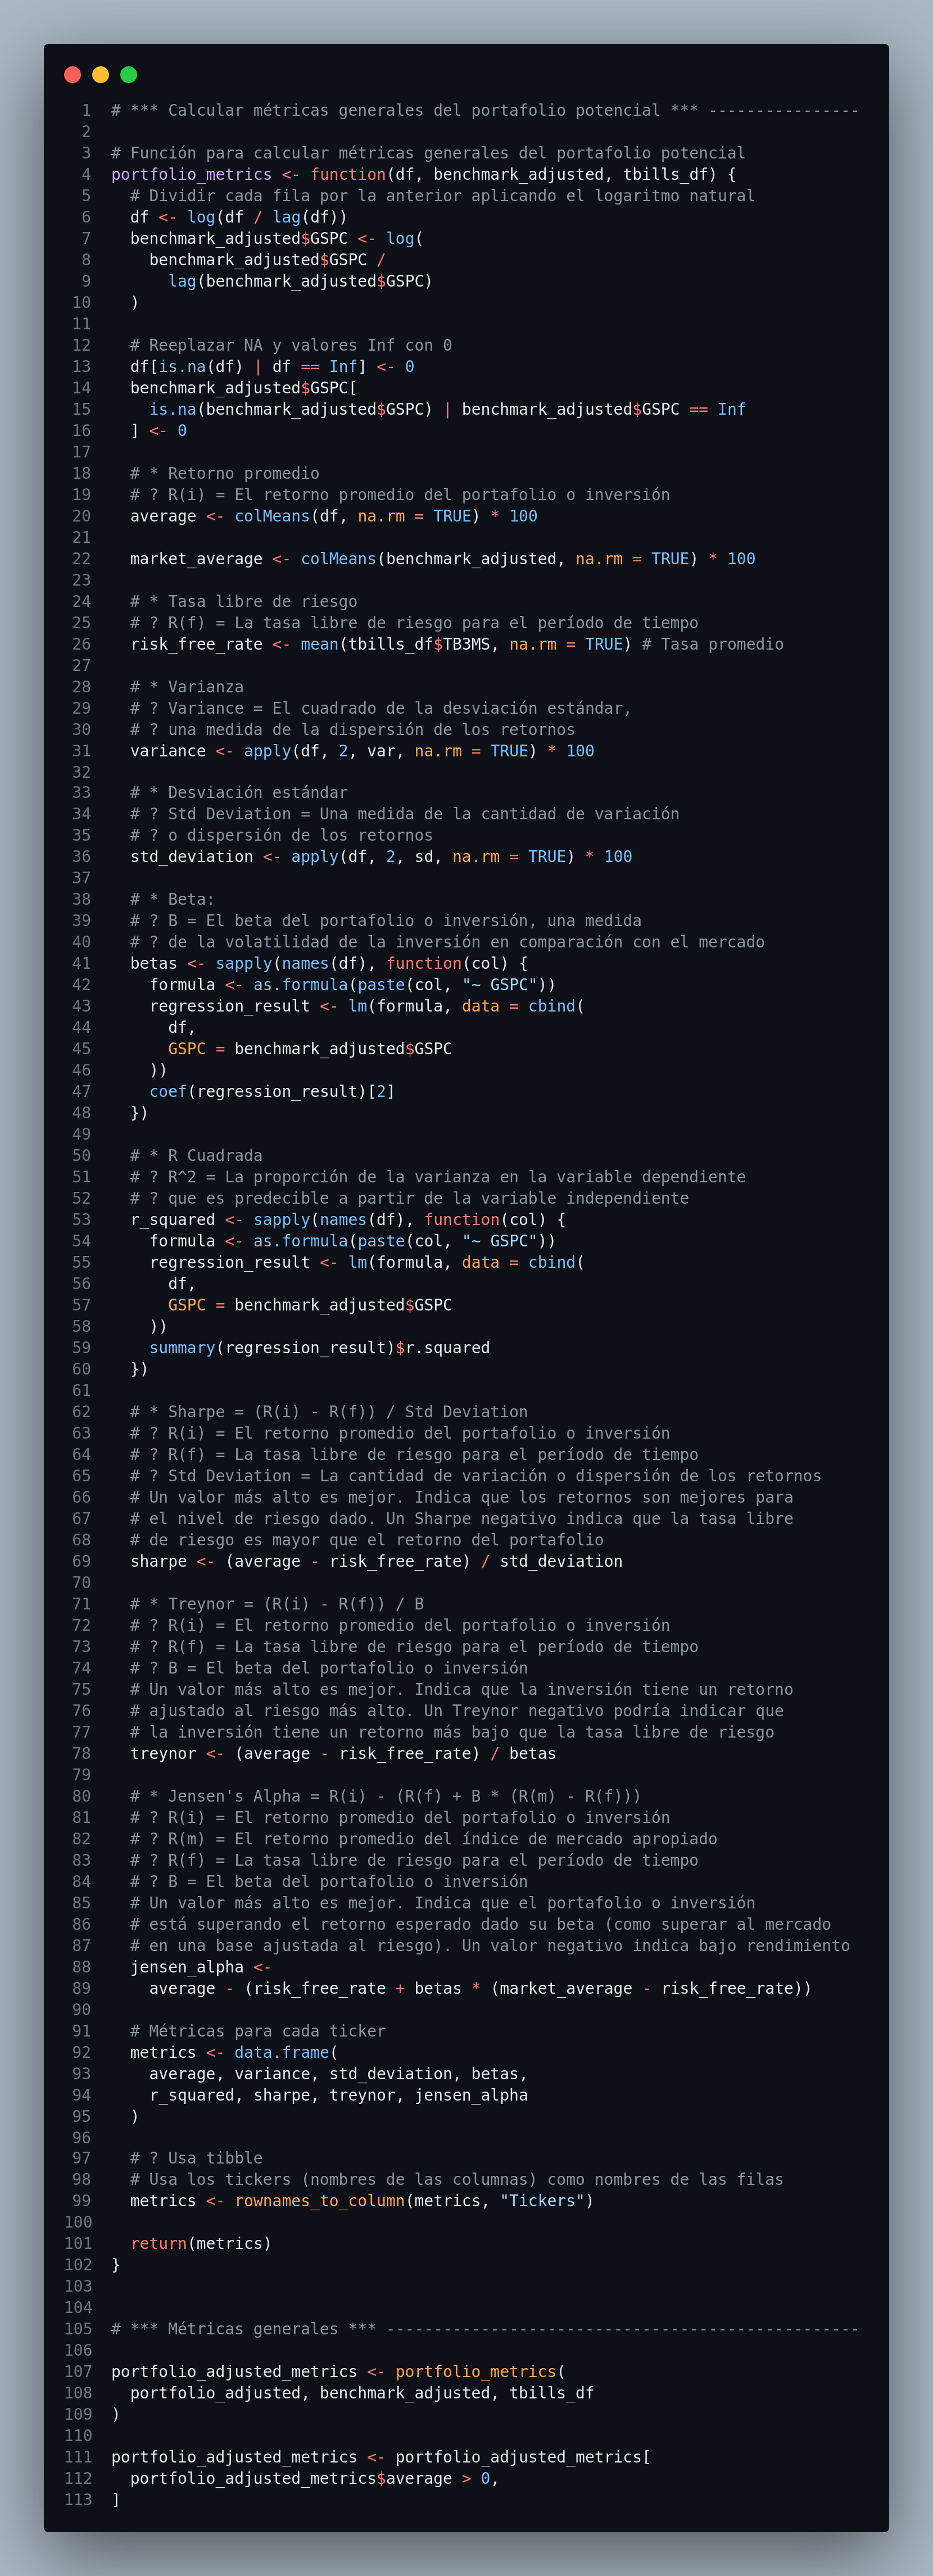 1 # *** Calcular métricas generales del portafolio potencial *** ----------------
2
3 # Función para calcular métricas generales del portafolio potencial
4 portfolio_metrics <- function(df, benchmark_adjusted, tbills_df) {
5   # Dividir cada fila por la anterior aplicando el logaritmo natural
6   df <- log(df / lag(df))
7   benchmark_adjusted$GSPC <- log(
8     benchmark_adjusted$GSPC /
9       lag(benchmark_adjusted$GSPC)
10   )
11
12   # Reeplazar NA y valores Inf con 0
13   df[is.na(df) | df == Inf] <- 0
14   benchmark_adjusted$GSPC[
15     is.na(benchmark_adjusted$GSPC) | benchmark_adjusted$GSPC == Inf
16   ] <- 0
17
18   # * Retorno promedio
19   # ? R(i) = El retorno promedio del portafolio o inversión
20   average <- colMeans(df, na.rm = TRUE) * 100
21
22   market_average <- colMeans(benchmark_adjusted, na.rm = TRUE) * 100
23
24   # * Tasa libre de riesgo
25   # ? R(f) = La tasa libre de riesgo para el período de tiempo
26   risk_free_rate <- mean(tbills_df$TB3MS, na.rm = TRUE) # Tasa promedio
27
28   # * Varianza
29   # ? Variance = El cuadrado de la desviación estándar,
30   # ? una medida de la dispersión de los retornos
31   variance <- apply(df, 2, var, na.rm = TRUE) * 100
32
33   # * Desviación estándar
34   # ? Std Deviation = Una medida de la cantidad de variación
35   # ? o dispersión de los retornos
36   std_deviation <- apply(df, 2, sd, na.rm = TRUE) * 100
37
38   # * Beta:
39   # ? B = El beta del portafolio o inversión, una medida
40   # ? de la volatilidad de la inversión en comparación con el mercado
41   betas <- sapply(names(df), function(col) {
42     formula <- as.formula(paste(col, "~ GSPC"))
43     regression_result <- lm(formula, data = cbind(
44       df,
45       GSPC = benchmark_adjusted$GSPC
46     ))
47     coef(regression_result)[2]
48   })
49
50   # * R Cuadrada
51   # ? R^2 = La proporción de la varianza en la variable dependiente
52   # ? que es predecible a partir de la variable independiente
53   r_squared <- sapply(names(df), function(col) {
54     formula <- as.formula(paste(col, "~ GSPC"))
55     regression_result <- lm(formula, data = cbind(
56       df,
57       GSPC = benchmark_adjusted$GSPC
58     ))
59     summary(regression_result)$r.squared
60   })
61
62   # * Sharpe = (R(i) - R(f)) / Std Deviation
63   # ? R(i) = El retorno promedio del portafolio o inversión
64   # ? R(f) = La tasa libre de riesgo para el período de tiempo
65   # ? Std Deviation = La cantidad de variación o dispersión de los retornos
66   # Un valor más alto es mejor. Indica que los retornos son mejores para
67   # el nivel de riesgo dado. Un Sharpe negativo indica que la tasa libre
68   # de riesgo es mayor que el retorno del portafolio
69   sharpe <- (average - risk_free_rate) / std_deviation
70
71   # * Treynor = (R(i) - R(f)) / B
72   # ? R(i) = El retorno promedio del portafolio o inversión
73   # ? R(f) = La tasa libre de riesgo para el período de tiempo
74   # ? B = El beta del portafolio o inversión
75   # Un valor más alto es mejor. Indica que la inversión tiene un retorno
76   # ajustado al riesgo más alto. Un Treynor negativo podría indicar que
77   # la inversión tiene un retorno más bajo que la tasa libre de riesgo
78   treynor <- (average - risk_free_rate) / betas
79
80   # * Jensen's Alpha = R(i) - (R(f) + B * (R(m) - R(f)))
81   # ? R(i) = El retorno promedio del portafolio o inversión
82   # ? R(m) = El retorno promedio del índice de mercado apropiado
83   # ? R(f) = La tasa libre de riesgo para el período de tiempo
84   # ? B = El beta del portafolio o inversión
85   # Un valor más alto es mejor. Indica que el portafolio o inversión
86   # está superando el retorno esperado dado su beta (como superar al mercado
87   # en una base ajustada al riesgo). Un valor negativo indica bajo rendimiento
88   jensen_alpha <-
89     average - (risk_free_rate + betas * (market_average - risk_free_rate))
90
91   # Métricas para cada ticker
92   metrics <- data.frame(
93     average, variance, std_deviation, betas,
94     r_squared, sharpe, treynor, jensen_alpha
95   )
96
97   # ? Usa tibble
98   # Usa los tickers (nombres de las columnas) como nombres de las filas
99   metrics <- rownames_to_column(metrics, "Tickers")
100
101   return(metrics)
102 }
103
104
105 # *** Métricas generales *** --------------------------------------------------
106
107 portfolio_adjusted_metrics <- portfolio_metrics(
108   portfolio_adjusted, benchmark_adjusted, tbills_df
109 )
110
111 portfolio_adjusted_metrics <- portfolio_adjusted_metrics[
112   portfolio_adjusted_metrics$average > 0,
113 ]